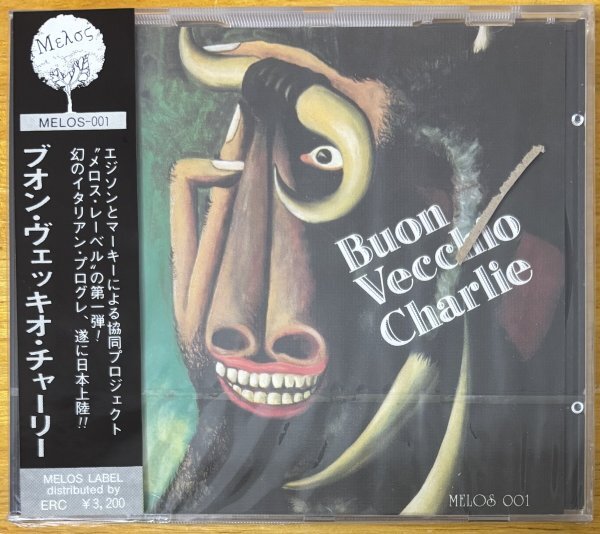 Μελος
MELOS-001
ブオン・ヴェッキオ・チャーリー
エジソンとマーキーによる協同プロジェクト
“メロス・レーベル”の第一弾！
幻のイタリアン・プログレ、遂に日本上陸!!
MELOS LABEL
distributed by
ERC ￥3,200
Buon
Vecchio
Charlie
MELOS 001